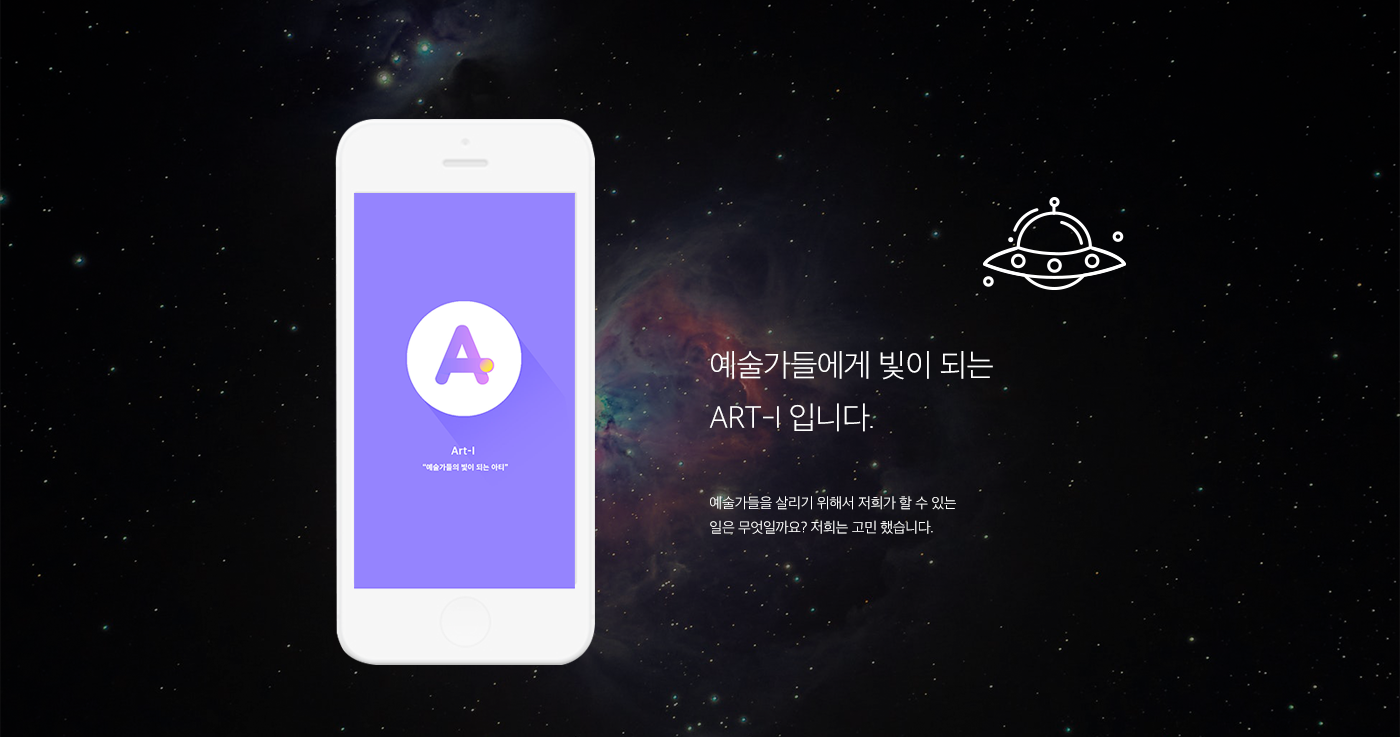 A
Art-I
"예술가들의 빛이 되는 아티"
예술가들에게 빛이 되는
ART-I 입니다.
예술가들을 살리기 위해서 저희가 할 수 있는
일은 무엇일까요? 저희는 고민 했습니다.